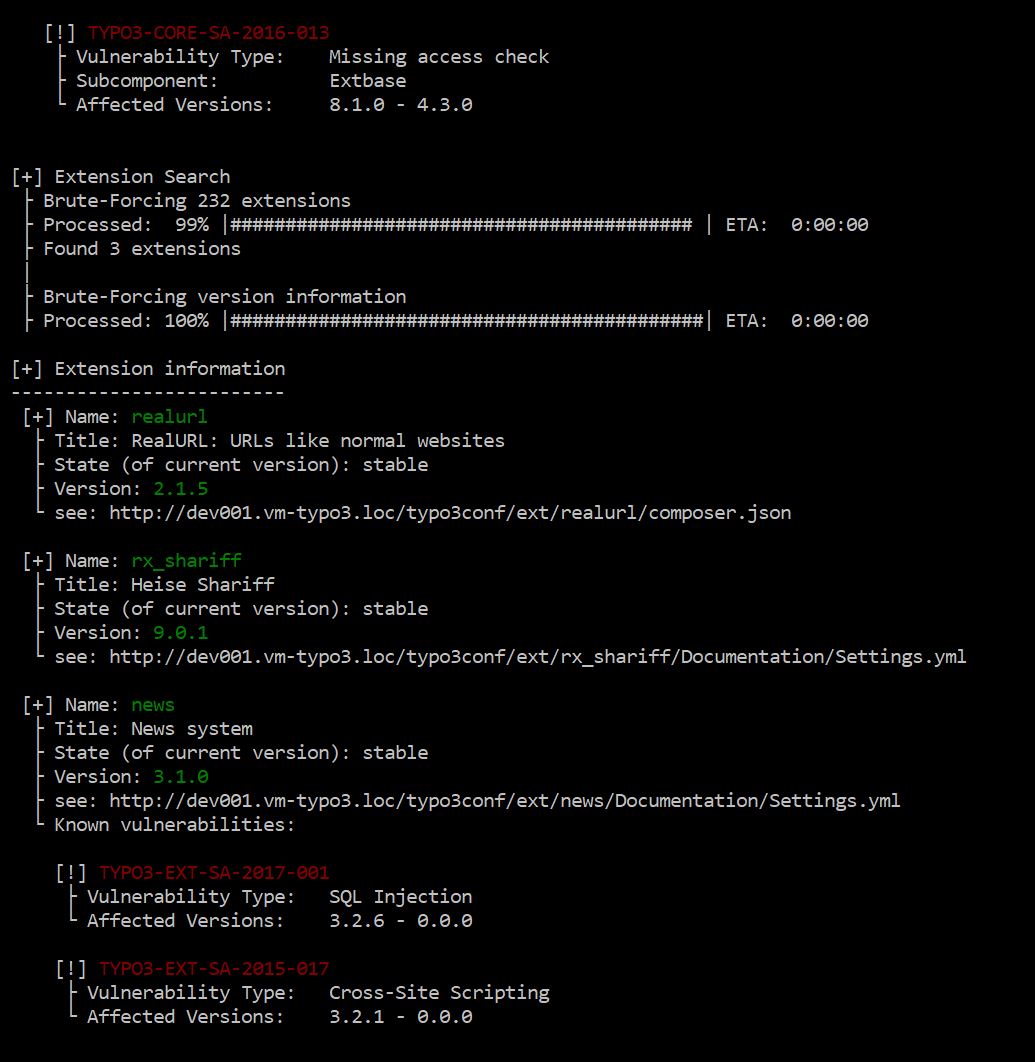 [!] TYPO3-CORE-SA-2016-013
├ Vulnerability Type: Missing access check
├ Subcomponent: Extbase
└ Affected Versions: 8.1.0 - 4.3.0
[+] Extension Search
├ Brute-Forcing 232 extensions
├ Processed: 99% |########################################## | ETA: 0:00:00
├ Found 3 extensions
|
├ Brute-Forcing version information
├ Processed: 100% |###########################################| ETA: 0:00:00
[+] Extension information
-------------------------
[+] Name: realurl
├ Title: RealURL: URLs like normal websites
├ State (of current version): stable
├ Version: 2.1.5
└ see: http://dev001.vm-typo3.loc/typo3conf/ext/realurl/composer.json
[+] Name: rx_shariff
├ Title: Heise Shariff
├ State (of current version): stable
├ Version: 9.0.1
└ see: http://dev001.vm-typo3.loc/typo3conf/ext/rx_shariff/Documentation/Settings.yml
[+] Name: news
├ Title: News system
├ State (of current version): stable
├ Version: 3.1.0
├ see: http://dev001.vm-typo3.loc/typo3conf/ext/news/Documentation/Settings.yml
└ Known vulnerabilities:
[!] TYPO3-EXT-SA-2017-001
├ Vulnerability Type: SQL Injection
└ Affected Versions: 3.2.6 - 0.0.0
[!] TYPO3-EXT-SA-2015-017
├ Vulnerability Type: Cross-Site Scripting
└ Affected Versions: 3.2.1 - 0.0.0